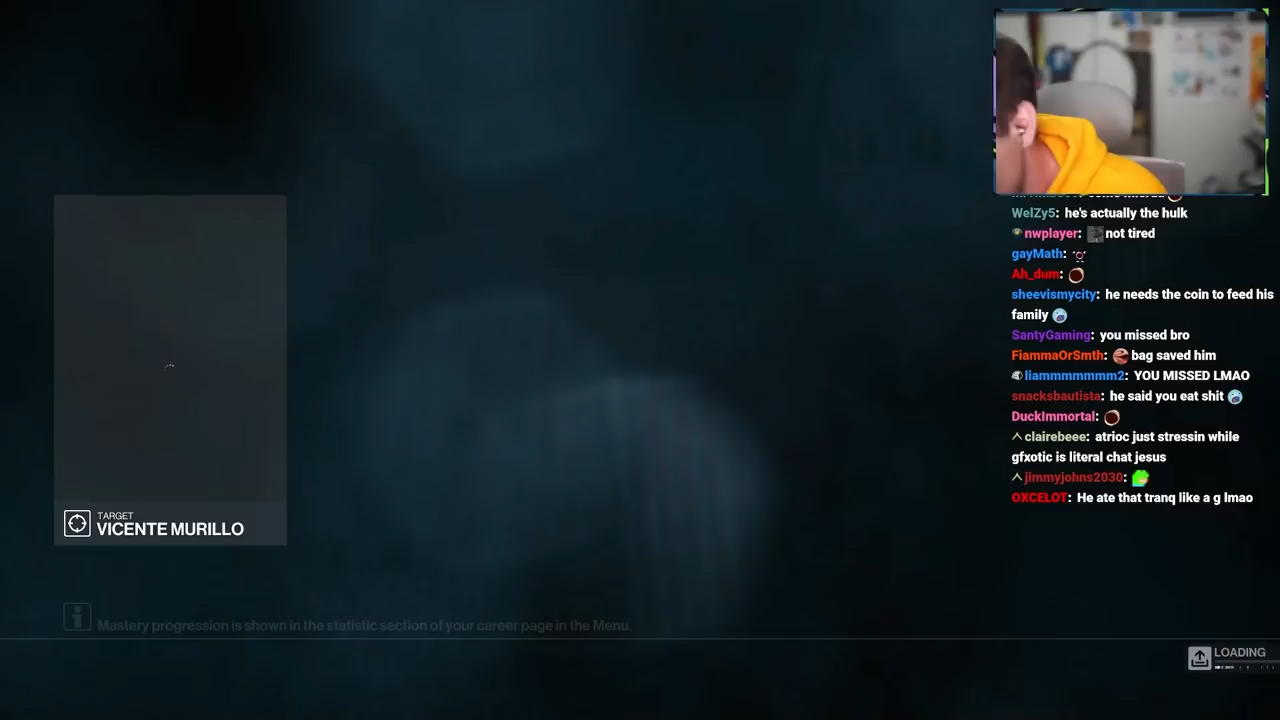 WelZy5: he's actually the hulk
nwplayer: not tired
gayMath:
Ah_dum:
sheevismycity: he needs the coin to feed his
family
SantyGaming: you missed bro
FiammaOrSmth: bag saved him
liammmmmmm2: YOU MISSED LMAO
snacksbautista: he said you eat shit
DuckImmortal:
clairebeee: atrioc just stressin while
gfxotic is literal chat jesus
jimmyjohns2030:
OXCELOT: He ate that tranq like a g lmao
TARGET
VICENTE MURILLO
Mastery progression is shown in the statistic section of your career page in the Menu.
LOADING